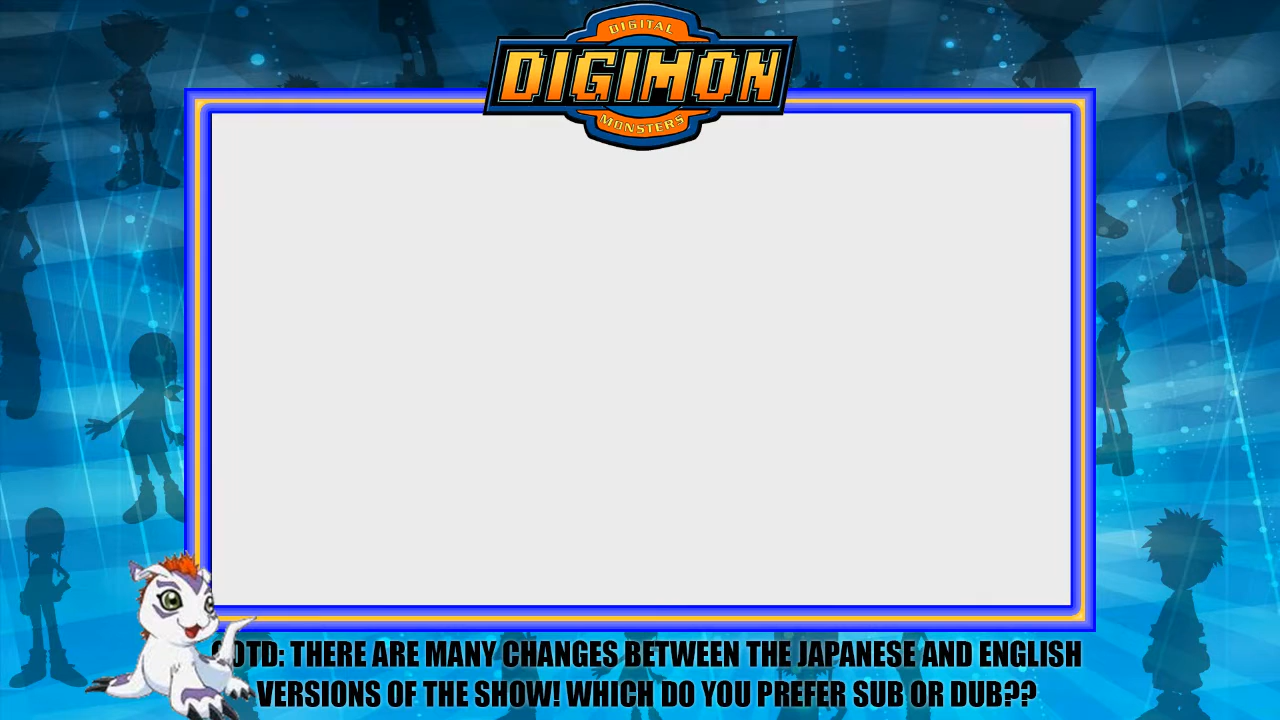 DIGITAL
DIGIMON
MONSTERS
QOTD: THERE ARE MANY CHANGES BETWEEN THE JAPANESE AND ENGLISH
VERSIONS OF THE SHOW! WHICH DO YOU PREFER SUB OR DUB??